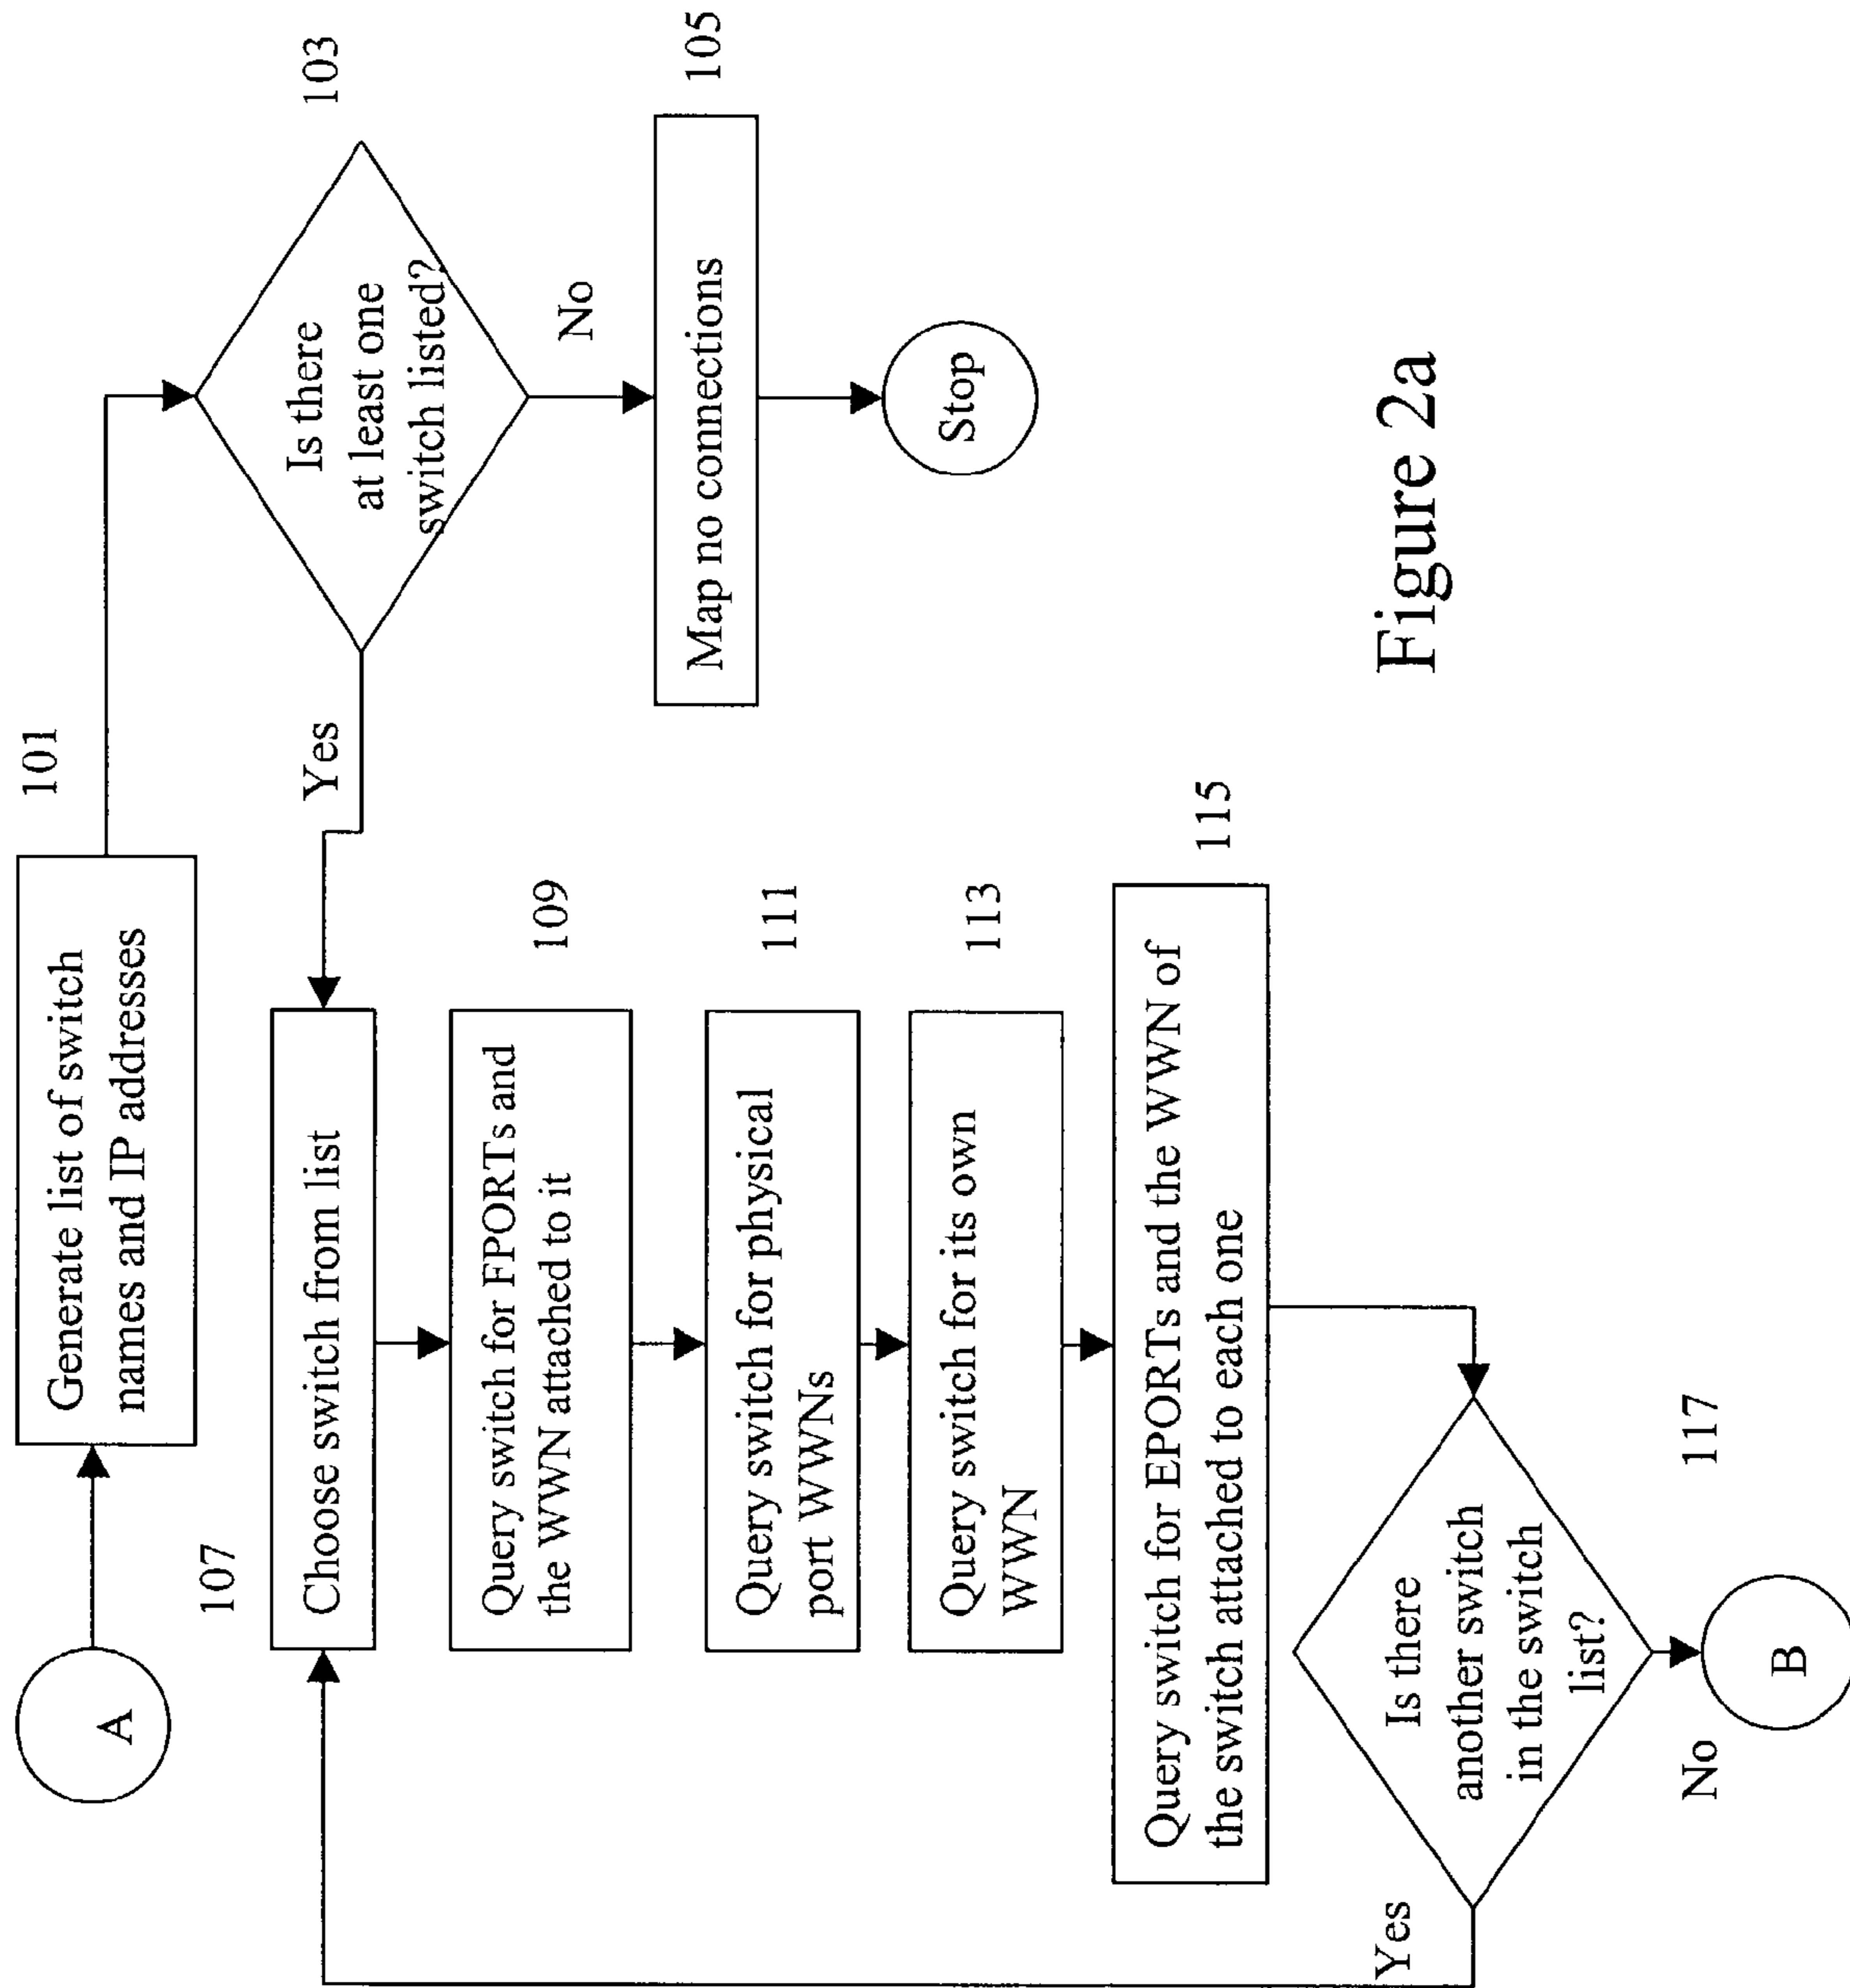 A
Generate list of switch
names and IP addresses
101
Is there
at least one
switch listed?
103
Yes
No
Map no connections
105
Stop
107
Choose switch from list
Query switch for FPORTs and
the WWN attached to it
109
Query switch for physical
port WWNs
111
Query switch for its own
WWN
113
Query switch for EPORTs and the WWN of
the switch attached to each one
115
Is there
another switch
in the switch
list?
117
Yes
No
B
Figure 2a